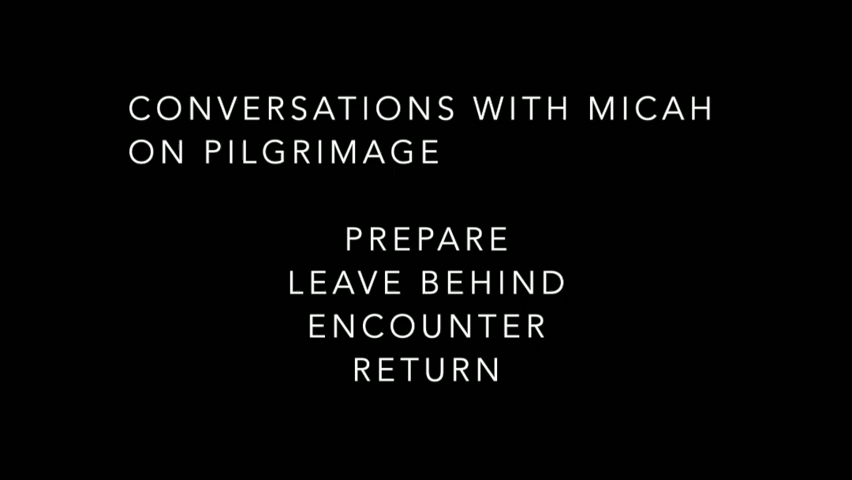 CONVERSATIONS WITH MICAH
ON PILGRIMAGE
PREPARE
LEAVE BEHIND
ENCOUNTER
RETURN